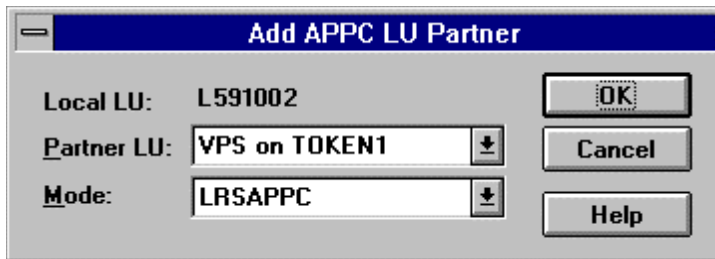 Add APPC LU Partner
Local LU: L591002
OK
Partner LU: VPS on TOKEN1
Cancel
Mode: LRSAPPC
Help